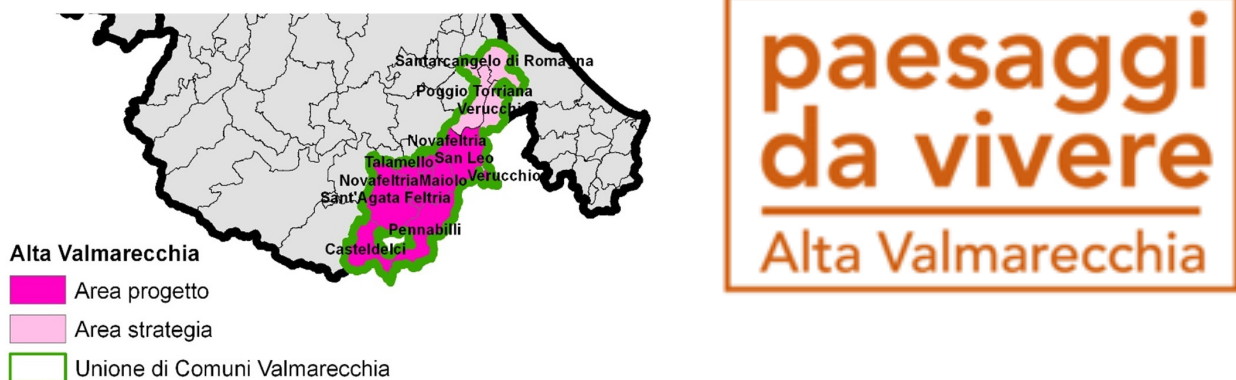 Santarcangelo di Romagna
Poggio Torriana
Verucchio
Novafeltria
Talamello San Leo
Verucchio
Novafeltria Maiolo
Sant'Agata Feltria
Pennabilli
Casteldelci
Alta Valmarecchia
Area progetto
Area strategia
Unione di Comuni Valmarecchia
paesaggi
da vivere
Alta Valmarecchia